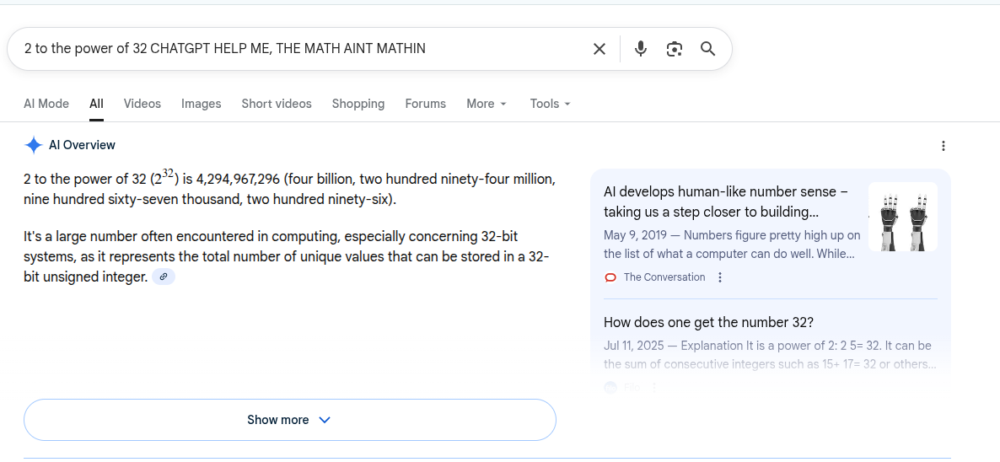 2 to the power of 32 CHATGPT HELP ME, THE MATH AINT MATHIN
AI Mode
All
Videos
Images
Short videos
Shopping
Forums
More
Tools
AI Overview
2 to the power of 32 (2³²) is 4,294,967,296 (four billion, two hundred ninety-four million,
nine hundred sixty-seven thousand, two hundred ninety-six).
It's a large number often encountered in computing, especially concerning 32-bit
systems, as it represents the total number of unique values that can be stored in a 32-
bit unsigned integer.
Show more
AI develops human-like number sense –
taking us a step closer to building...
May 9, 2019 — Numbers figure pretty high up on
the list of what a computer can do well. While...
The Conversation
How does one get the number 32?
Jul 11, 2025 — Explanation It is a power of 2: 2 5= 32. It can be
the sum of consecutive integers such as 15+ 17= 32 or others...